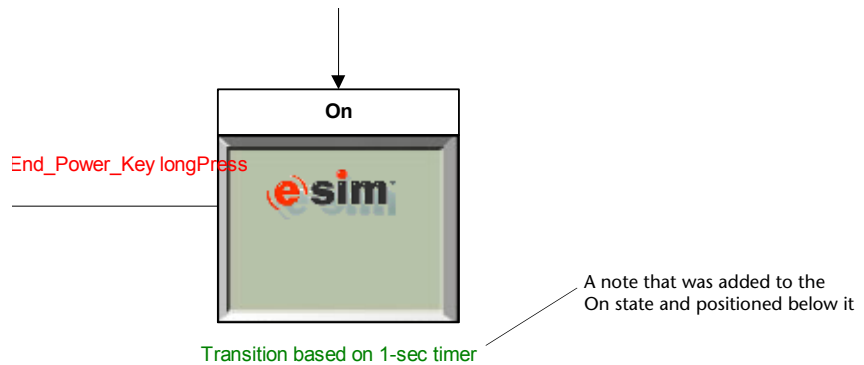 On
End_Power_Key longPress
e sim
A note that was added to the
On state and positioned below it
Transition based on 1-sec timer